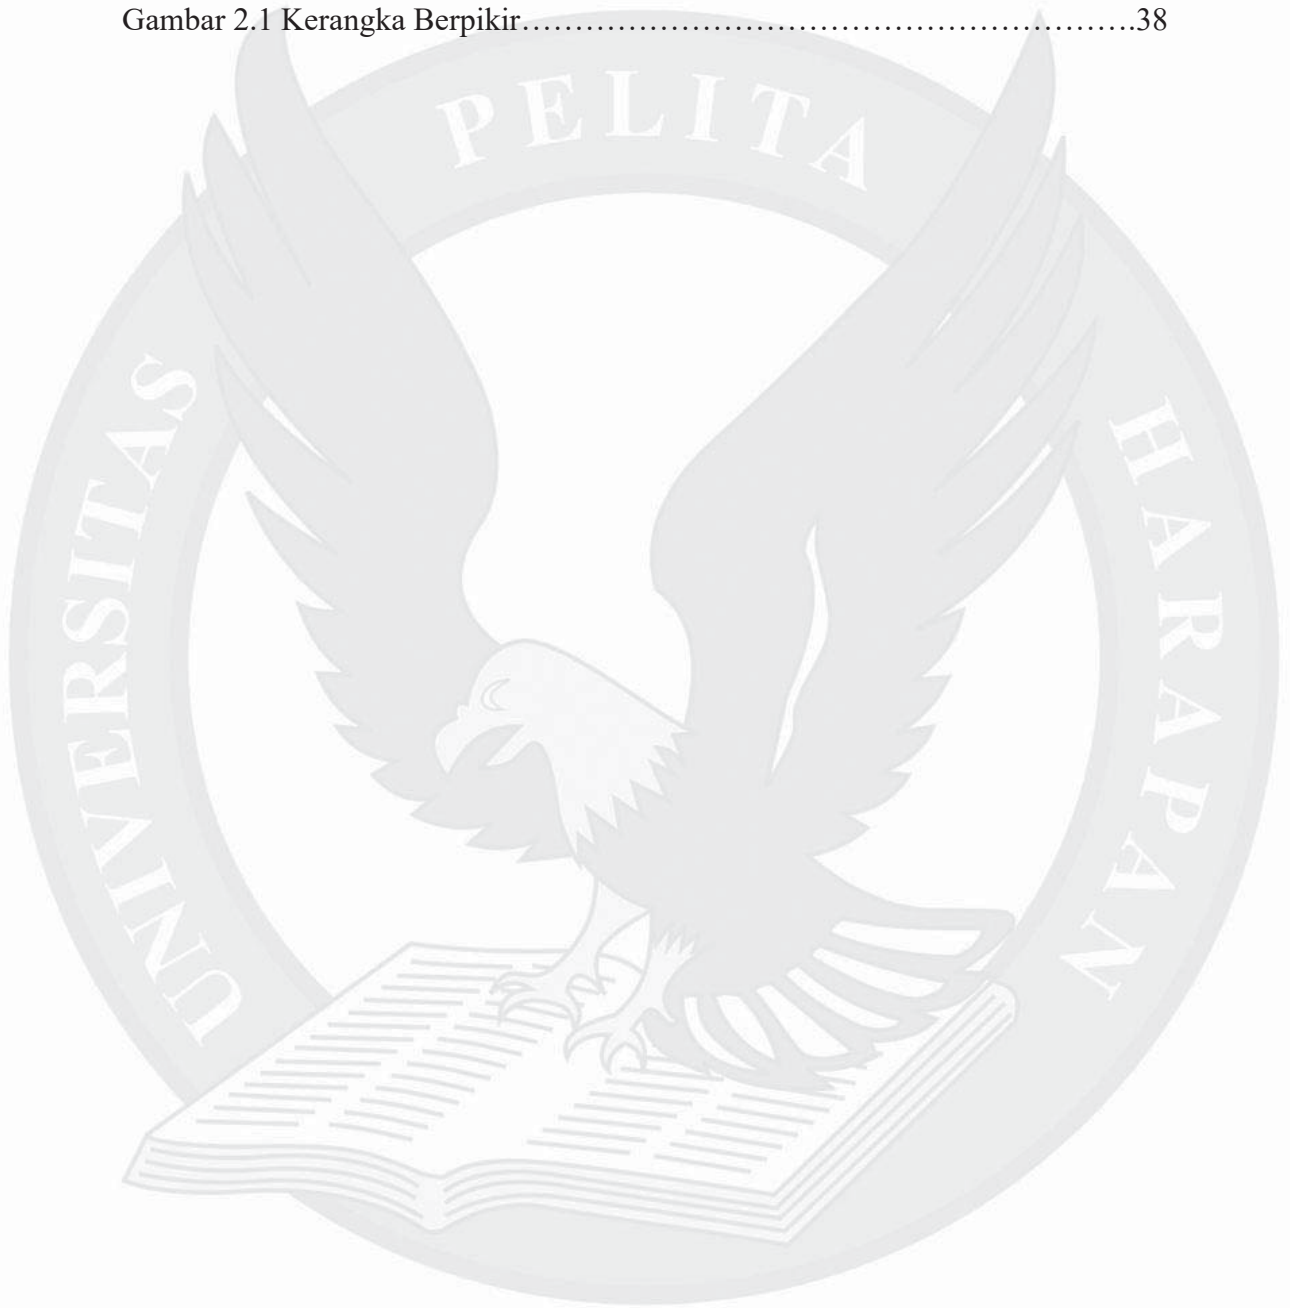 Gambar 2.1 Kerangka Berpikir……………………………………………………….38
UNIVERSITAS PELITA HARAPAN